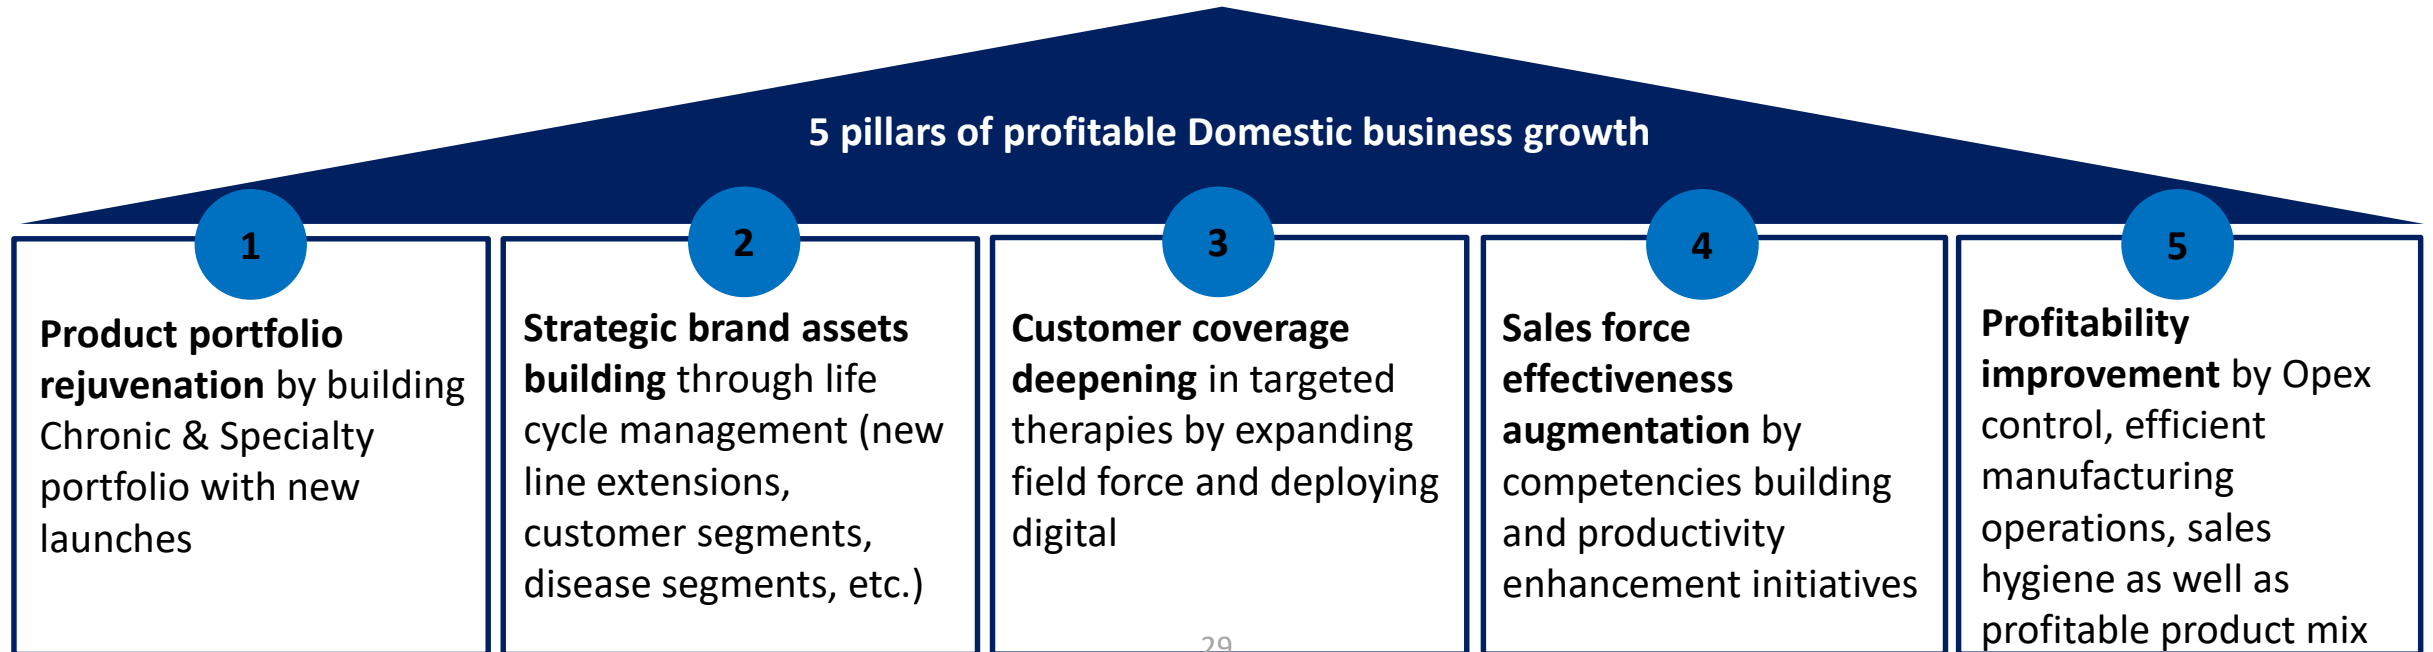 5 pillars of profitable Domestic business growth
1
Product portfolio
rejuvenation by building
Chronic & Specialty
portfolio with new
launches
2
Strategic brand assets
building through life
cycle management (new
line extensions,
customer segments,
disease segments, etc.)
3
Customer coverage
deepening in targeted
therapies by expanding
field force and deploying
digital
4
Sales force
effectiveness
augmentation by
competencies building
and productivity
enhancement initiatives
5
Profitability
improvement by Opex
control, efficient
manufacturing
operations, sales
hygiene as well as
profitable product mix
29